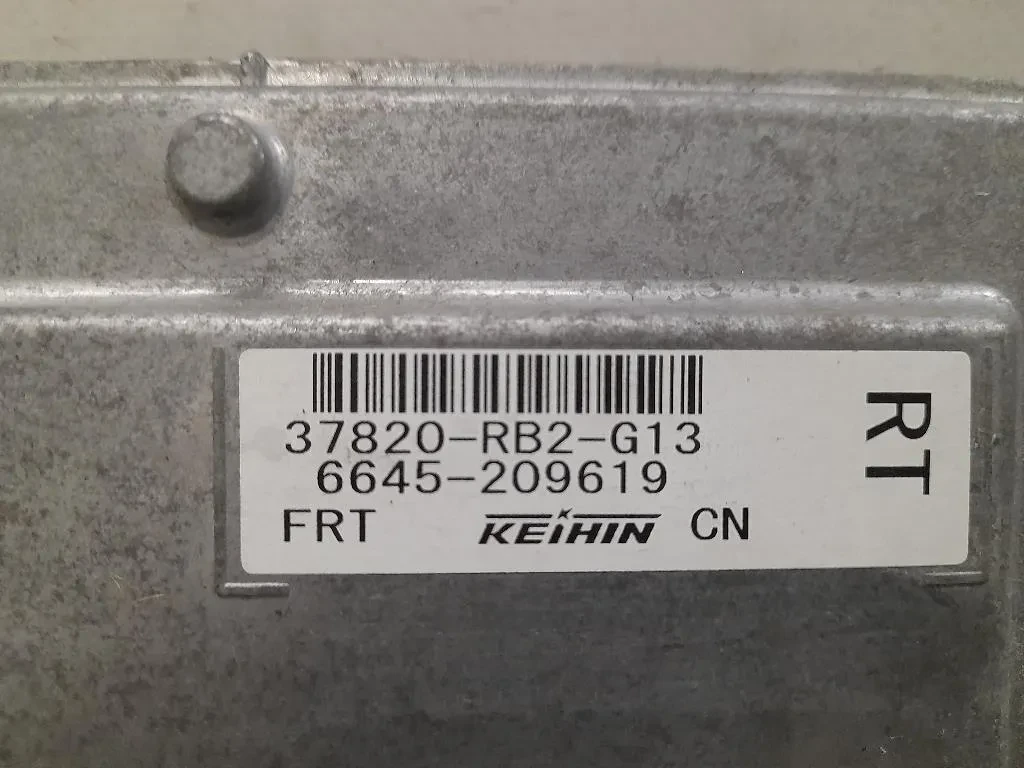 37820-RB2-G13
6645-209619
FRT KEIHIN CN
RT